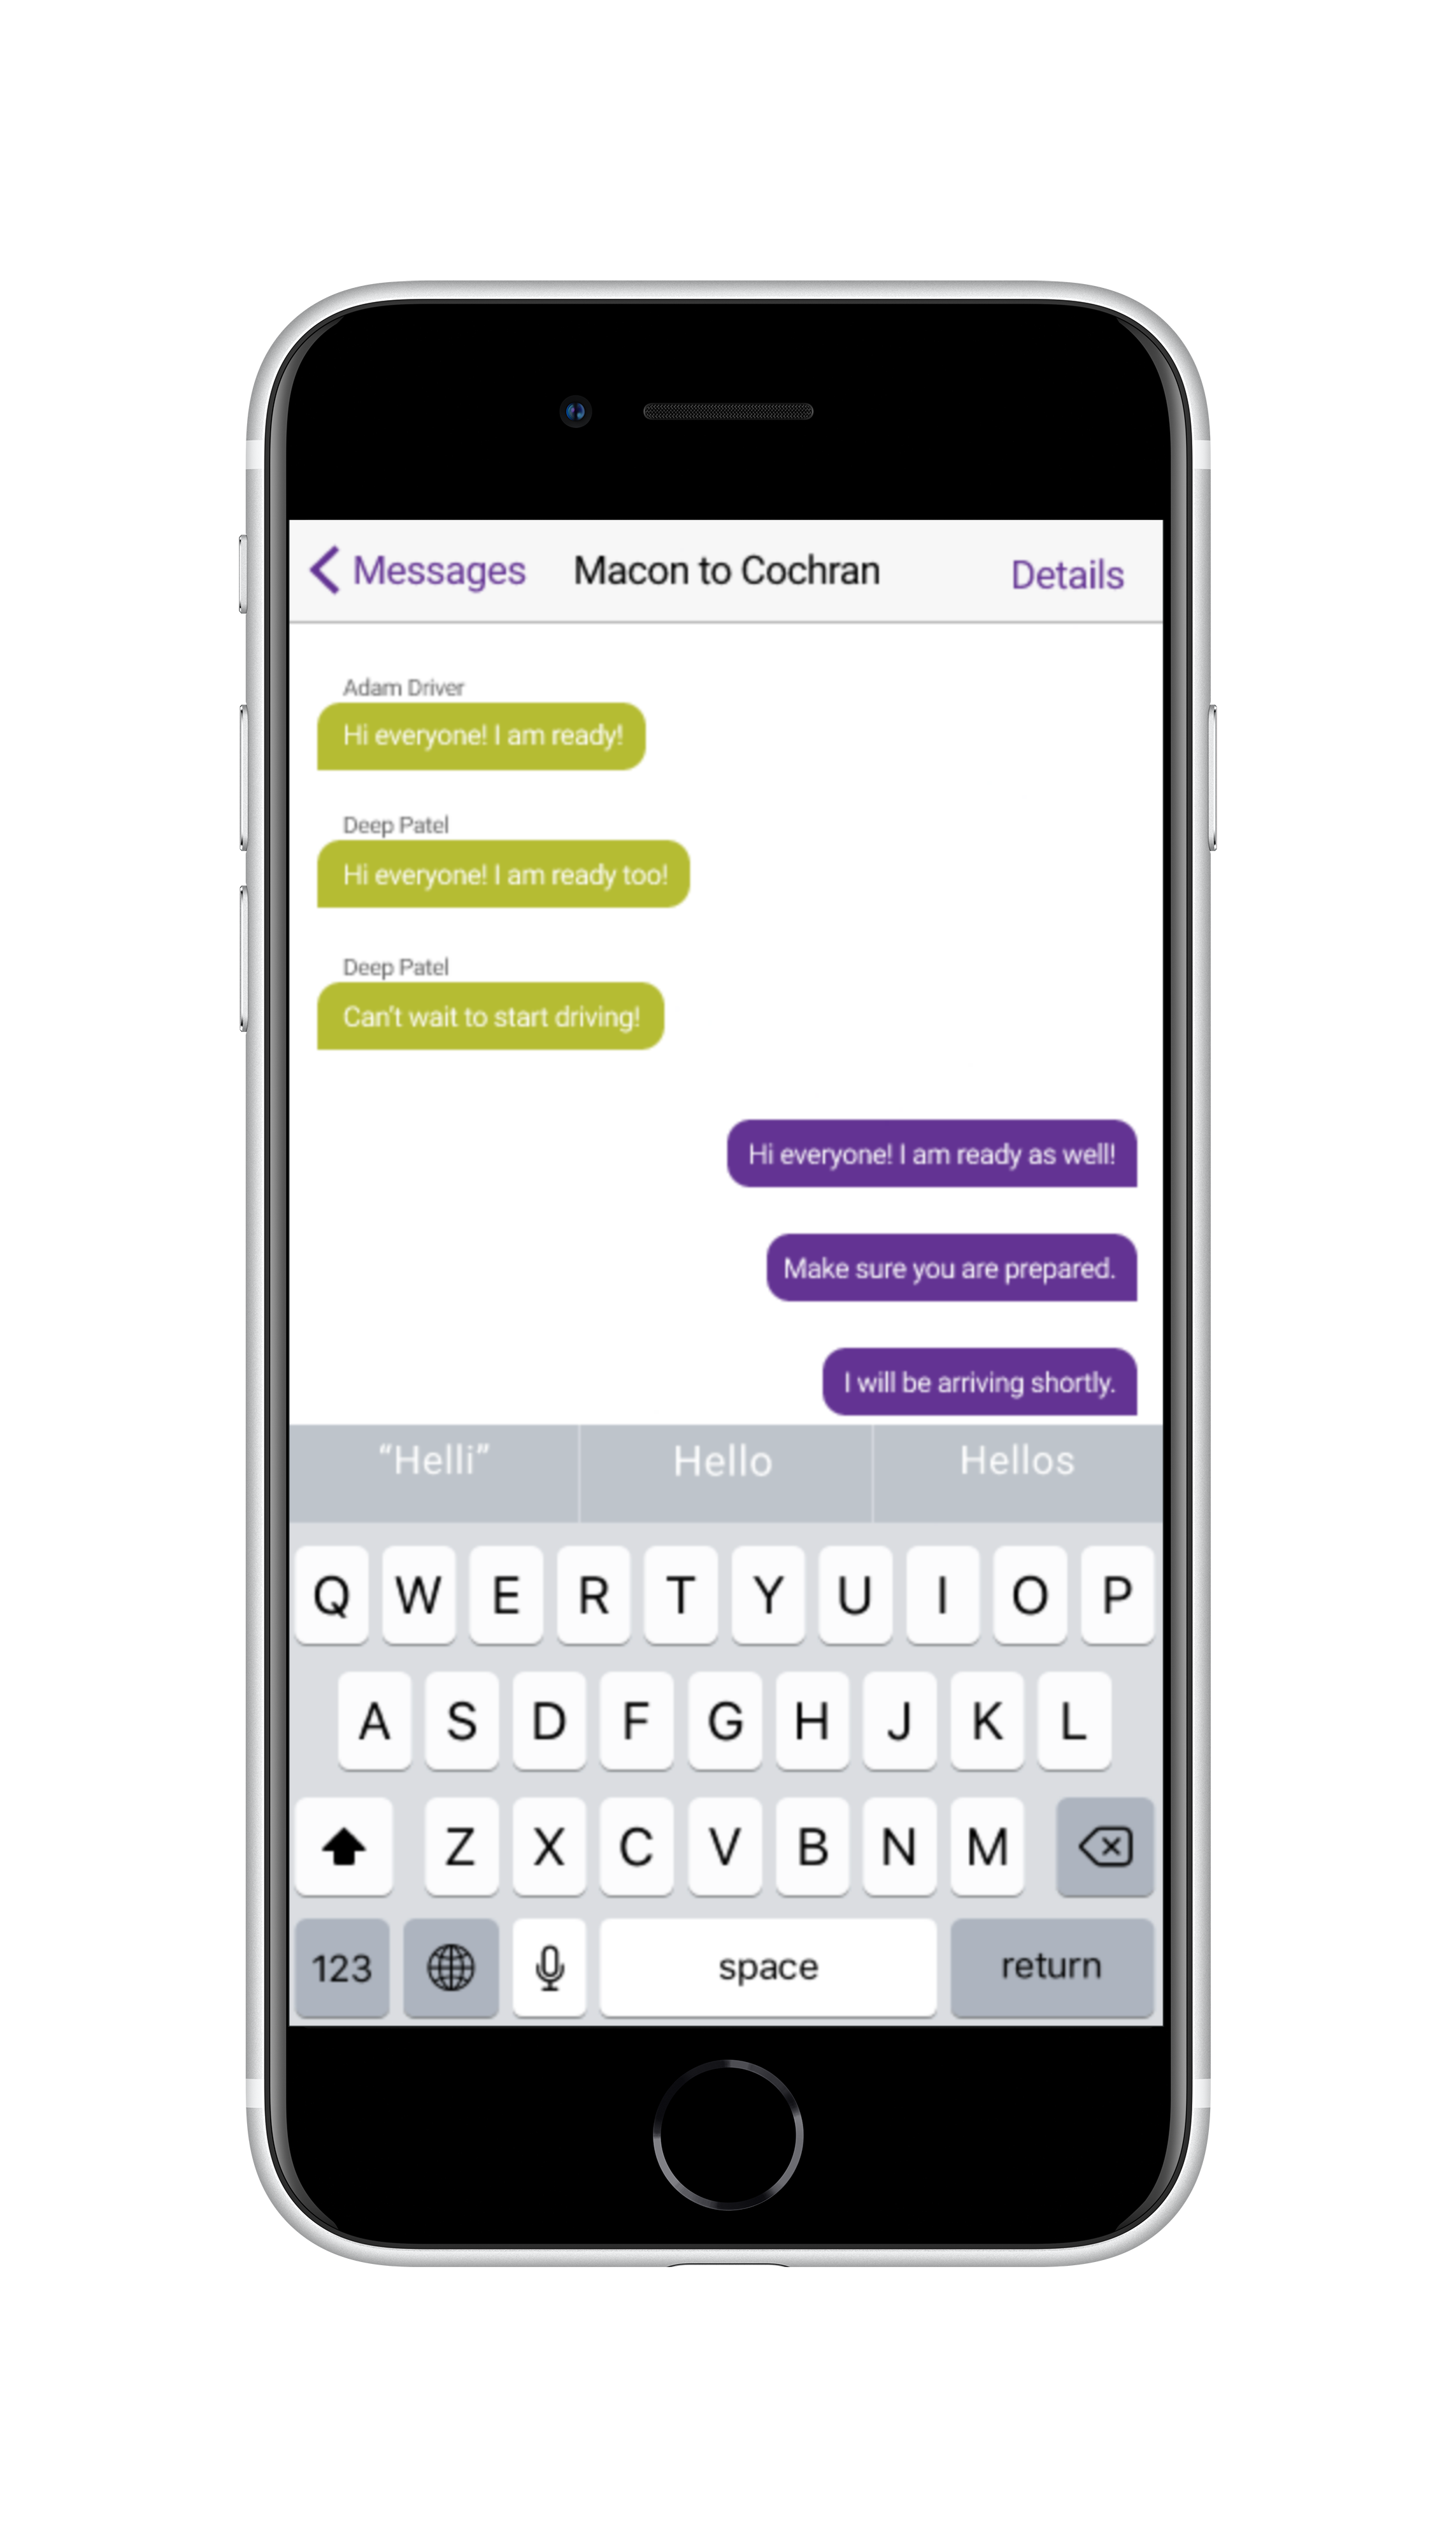 Messages Macon to Cochran Details
Adam Driver
Hi everyone! I am ready!
Deep Patel
Hi everyone! I am ready too!
Deep Patel
Can't wait to start driving!
Hi everyone! I am ready as well!
Make sure you are prepared.
I will be arriving shortly.
“Helli” Hello Hellos
Q W E R T Y U I O P
A S D F G H J K L
Z X C V B N M
123 space return